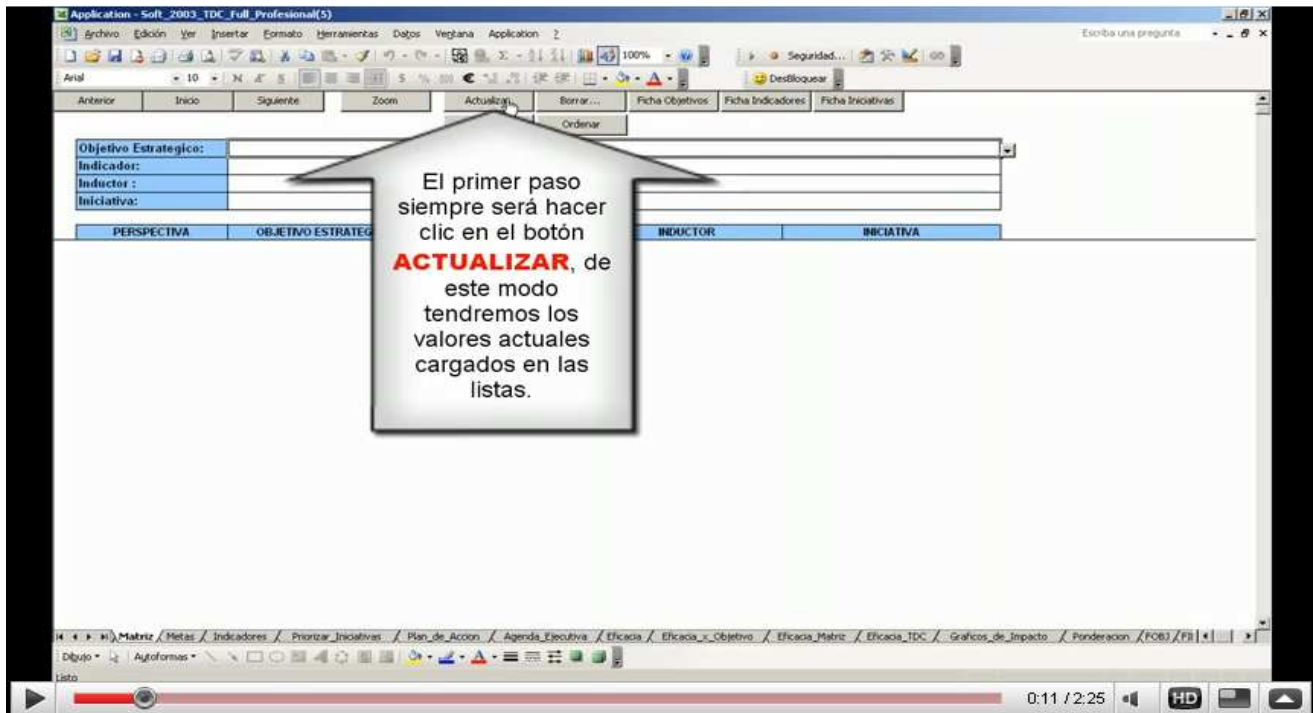 Application - Soft_2003_TDC_Full_Profesional(5)
Archivo Edición Ver Insertar Formato Herramientas Datos Ventana Application ? Escriba una pregunta
100% Seguridad...
Arial 10 N K S € DesBloquear
Anterior Inicio Siguiente Zoom Actualizar... Borrar... Ficha Objetivos Ficha Indicadores Ficha Iniciativas
Ordenar
Objetivo Estrategico:
Indicador:
Inductor :
Iniciativa:
PERSPECTIVA OBJETIVO ESTRATEG INDUCTOR INICIATIVA
El primer paso
siempre será hacer
clic en el botón
ACTUALIZAR, de
este modo
tendremos los
valores actuales
cargados en las
listas.
Matriz / Metas / Indicadores / Priorizar_Iniciativas / Plan_de_Accion / Agenda_Ejecutiva / Eficacia / Eficacia_x_Objetivo / Eficacia_Matriz / Eficacia_TDC / Graficos_de_Impacto / Ponderacion / FOBJ / FII
Dibujo Autoformas
Listo
0:11 / 2:25 HD